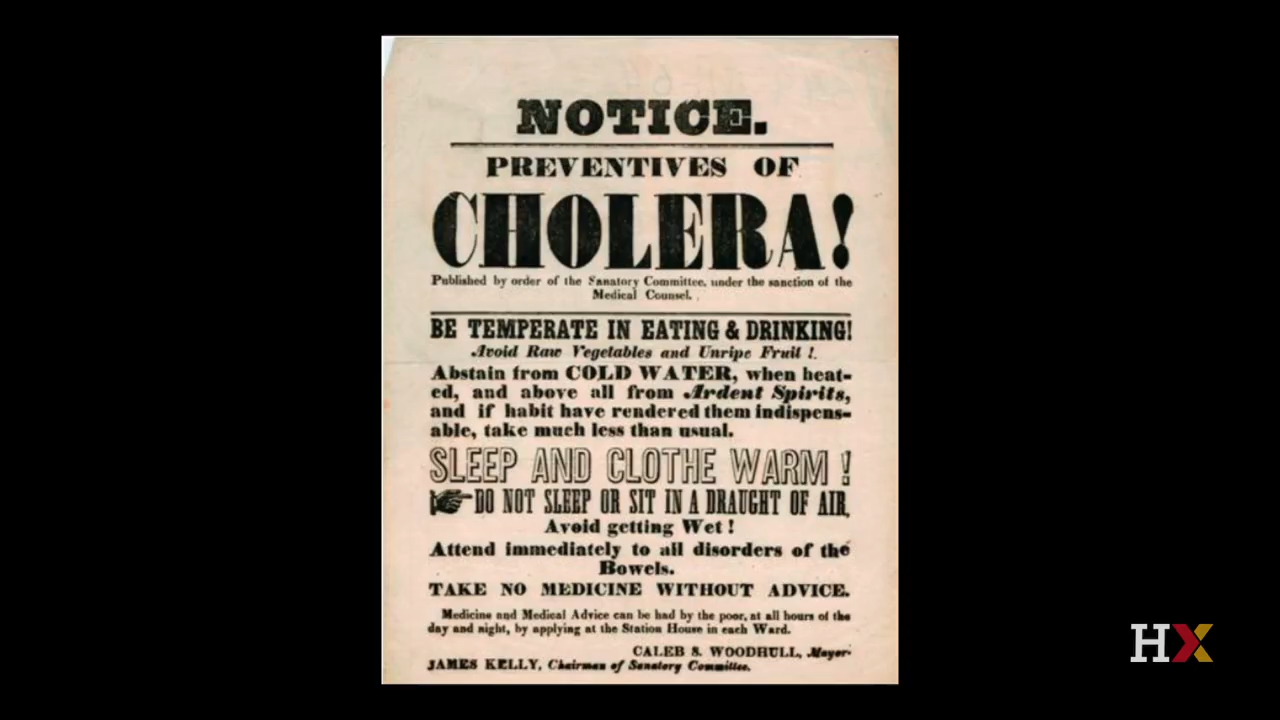 NOTICE.
PREVENTIVES OF
CHOLERA!
Published by order of the Sanatory Committee, under the sanction of the
Medical Counsel.
BE TEMPERATE IN EATING & DRINKING!
Avoid Raw Vegetables and Unripe Fruit !.
Abstain from COLD WATER, when heat-
ed, and above all from Ardent Spirits,
and if habit have rendered them indispens-
able, take much less than usual.
SLEEP AND CLOTHE WARM !
DO NOT SLEEP OR SIT IN A DRAUGHT OF AIR.
Avoid getting Wet !
Attend immediately to all disorders of the
Bowels.
TAKE NO MEDICINE WITHOUT ADVICE.
Medicine and Medical Advice can be had by the poor, at all hours of the
day and night, by applying at the Station House in each Ward.
CALEB S. WOODHULL, Mayor.
JAMES KELLY, Chairman of Sanatory Committee.
HX